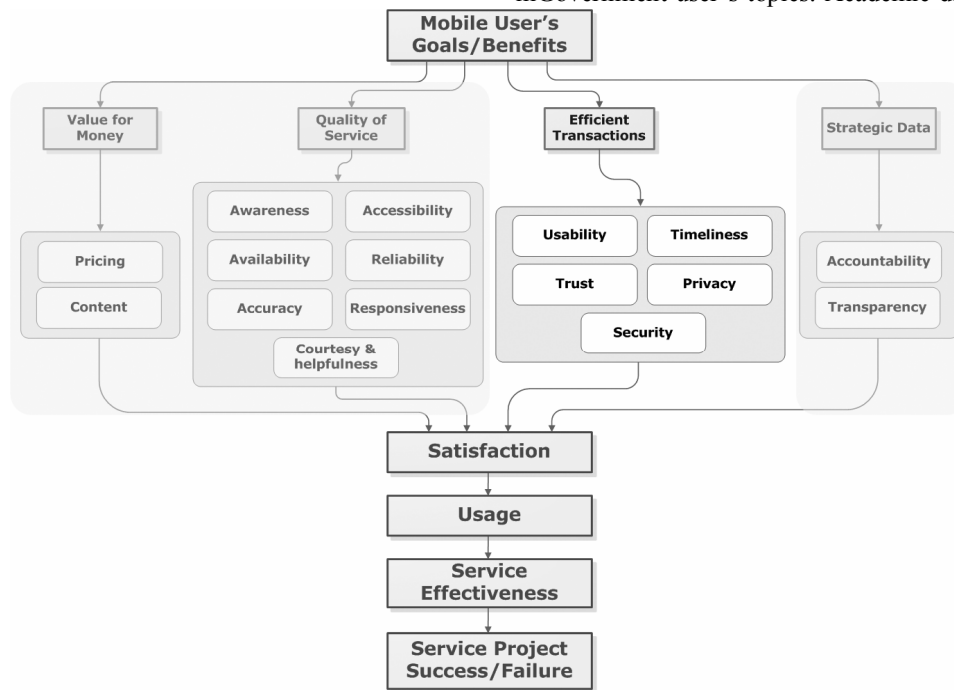 Mobile User's
Goals/Benefits
Value for
Money
Quality of
Service
Efficient
Transactions
Strategic Data
Awareness
Accessibility
Usability
Timeliness
Pricing
Availability
Reliability
Accountability
Trust
Privacy
Content
Accuracy
Responsiveness
Transparency
Security
Courtesy &
helpfulness
Satisfaction
Usage
Service
Effectiveness
Service Project
Success/Failure